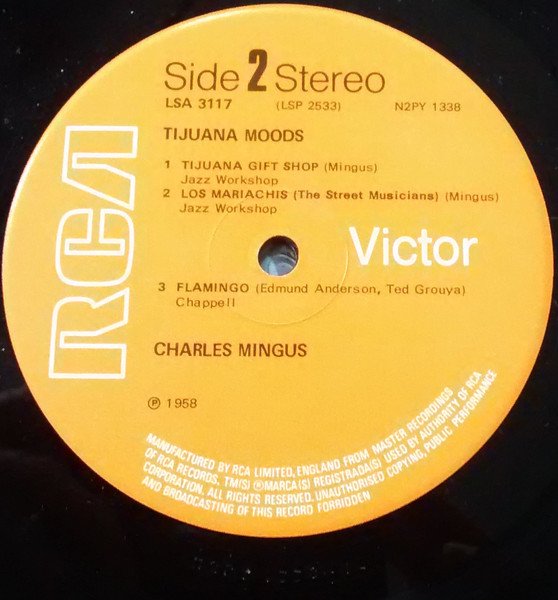 Side 2 Stereo
LSA 3117 (LSP 2533) N2PY 1338
TIJUANA MOODS
1 TIJUANA GIFT SHOP (Mingus)
Jazz Workshop
2 LOS MARIACHIS (The Street Musicians) (Mingus)
Jazz Workshop
RCA
Victor
3 FLAMINGO (Edmund Anderson, Ted Grouya)
Chappell
CHARLES MINGUS
Ⓟ 1958
MANUFACTURED BY RCA LIMITED, ENGLAND FROM MASTER RECORDINGS
OF RCA RECORDS. TM(S) ®MARCA(S) REGISTRADA(S) USED BY AUTHORITY OF RCA
CORPORATION. ALL RIGHTS RESERVED. UNAUTHORISED COPYING, PUBLIC PERFORMANCE
AND BROADCASTING OF THIS RECORD FORBIDDEN